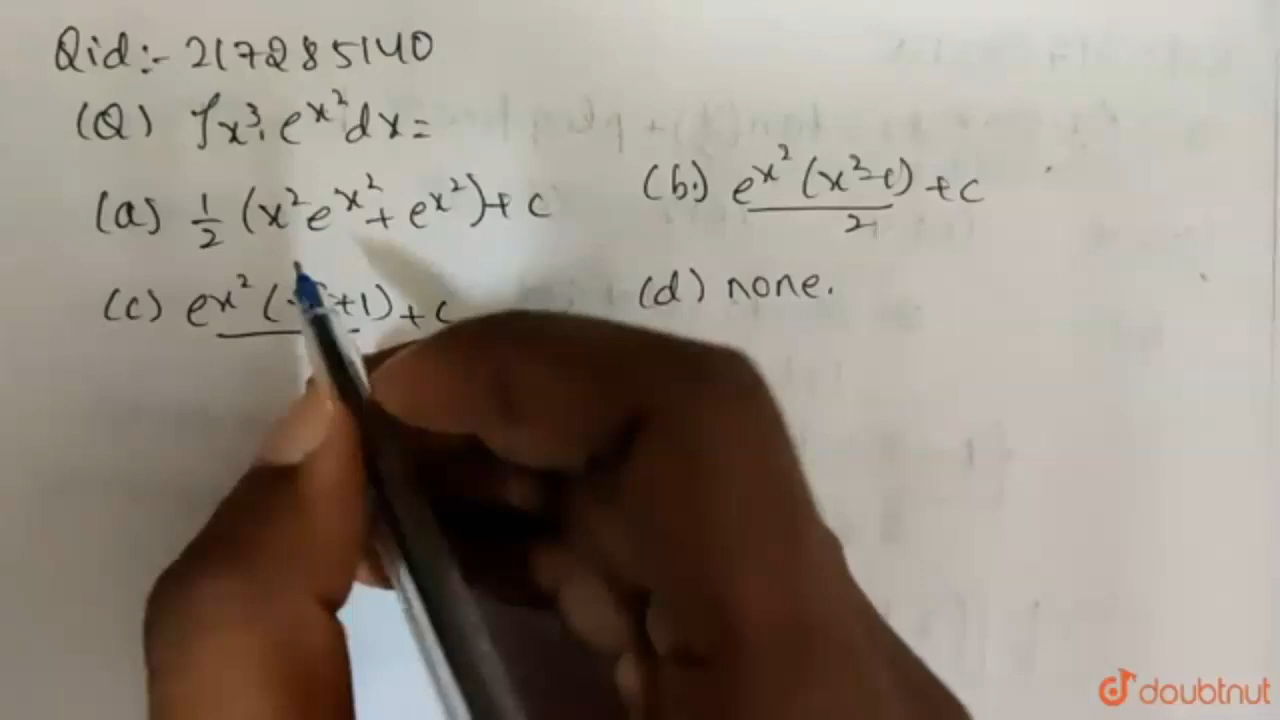 Qid:- 217285140
(Q) ∫x³·e^x² dx=
(a) 1/2 (x²e^x² + e^x²) + c (b.) e^x² (x²-1)/2 + c
(c) e^x² ( +1) + c (d) none.
doubtnut